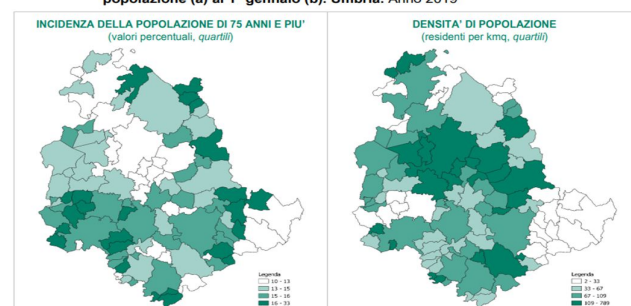 popolazione (a) al 1° gennaio (b). Umbria. Anno 2019
INCIDENZA DELLA POPOLAZIONE DI 75 ANNI E PIU'
(valori percentuali, quartili)
Legenda
10 - 13
13 - 15
15 - 16
16 - 33
DENSITA' DI POPOLAZIONE
(residenti per kmq, quartili)
Legenda
2 - 33
33 - 67
67 - 109
109 - 789